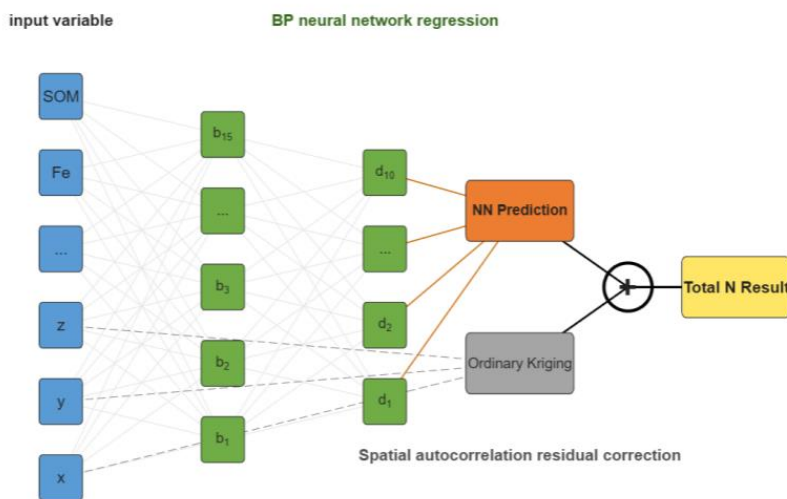 input variable
BP neural network regression
SOM
Fe
...
z
y
x
b₁₅
...
b₃
b₂
b₁
d₁₀
...
d₂
d₁
NN Prediction
Ordinary Kriging
+
Total N Result
Spatial autocorrelation residual correction